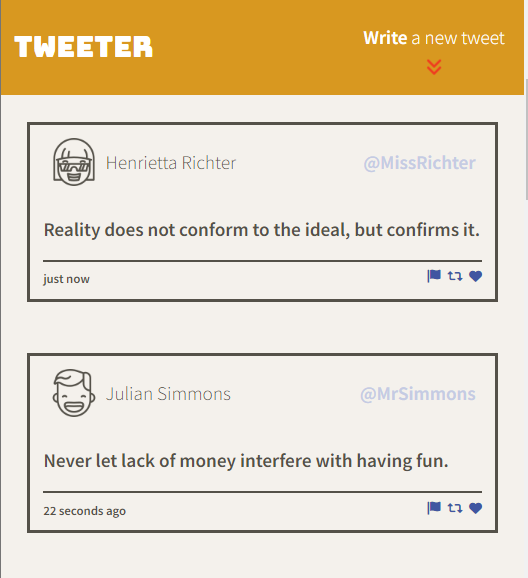 TWEETER
Write a new tweet
Henrietta Richter
@MissRichter
Reality does not conform to the ideal, but confirms it.
just now
Julian Simmons
@MrSimmons
Never let lack of money interfere with having fun.
22 seconds ago